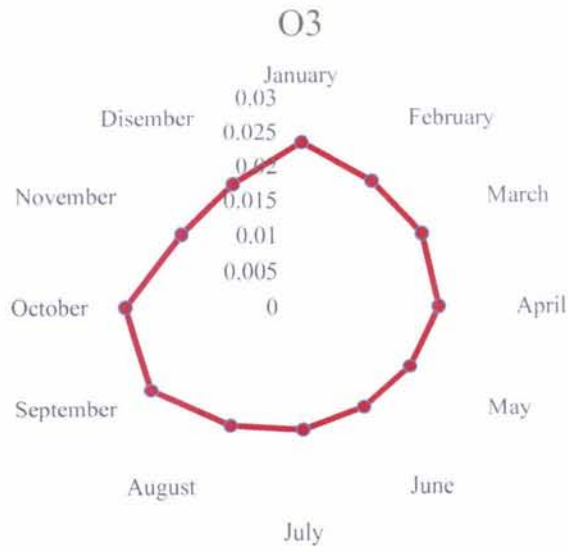 O3
January
February
March
April
May
June
July
August
September
October
November
Disember
0.03
0.025
0.02
0.015
0.01
0.005
0